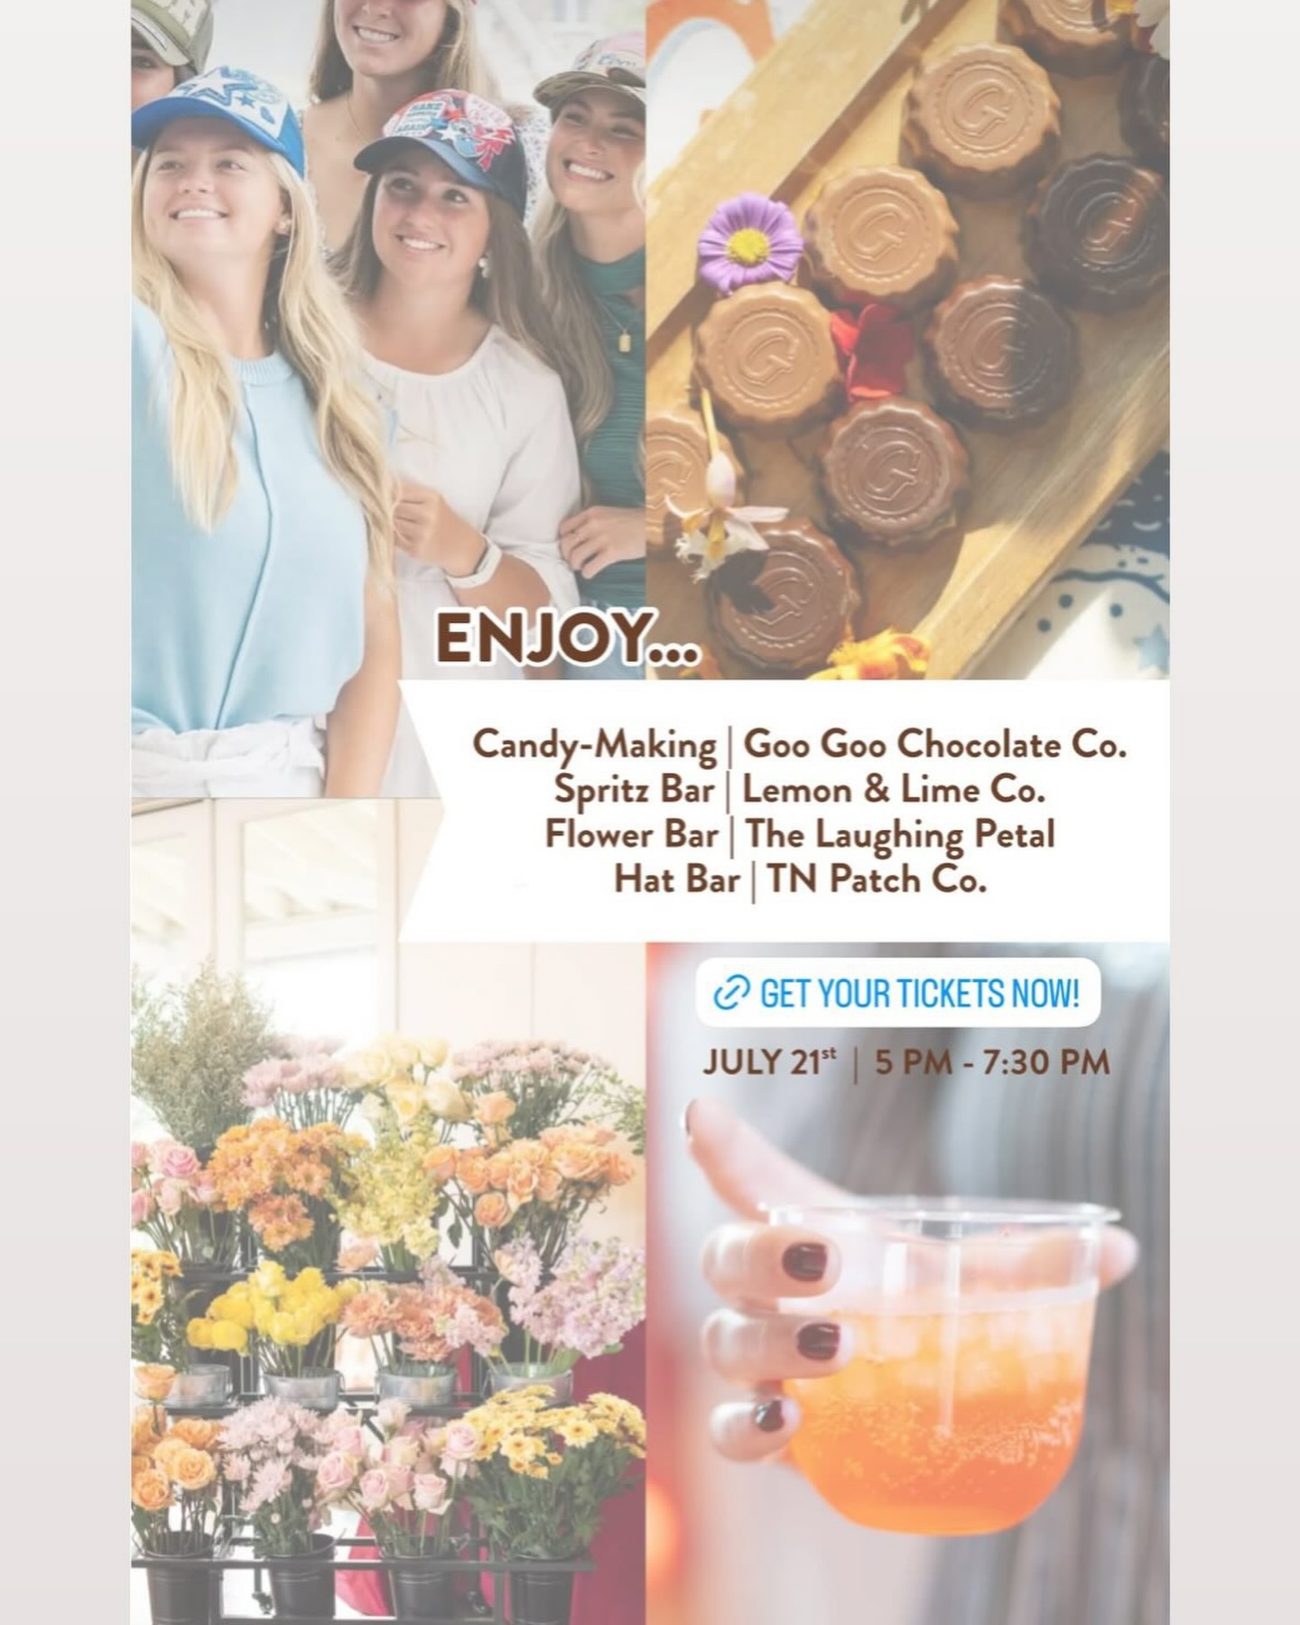 ENJOY...
Candy-Making | Goo Goo Chocolate Co.
Spritz Bar | Lemon & Lime Co.
Flower Bar | The Laughing Petal
Hat Bar | TN Patch Co.
GET YOUR TICKETS NOW!
JULY 21st | 5 PM - 7:30 PM
G
G
G
G
G
G
G
G